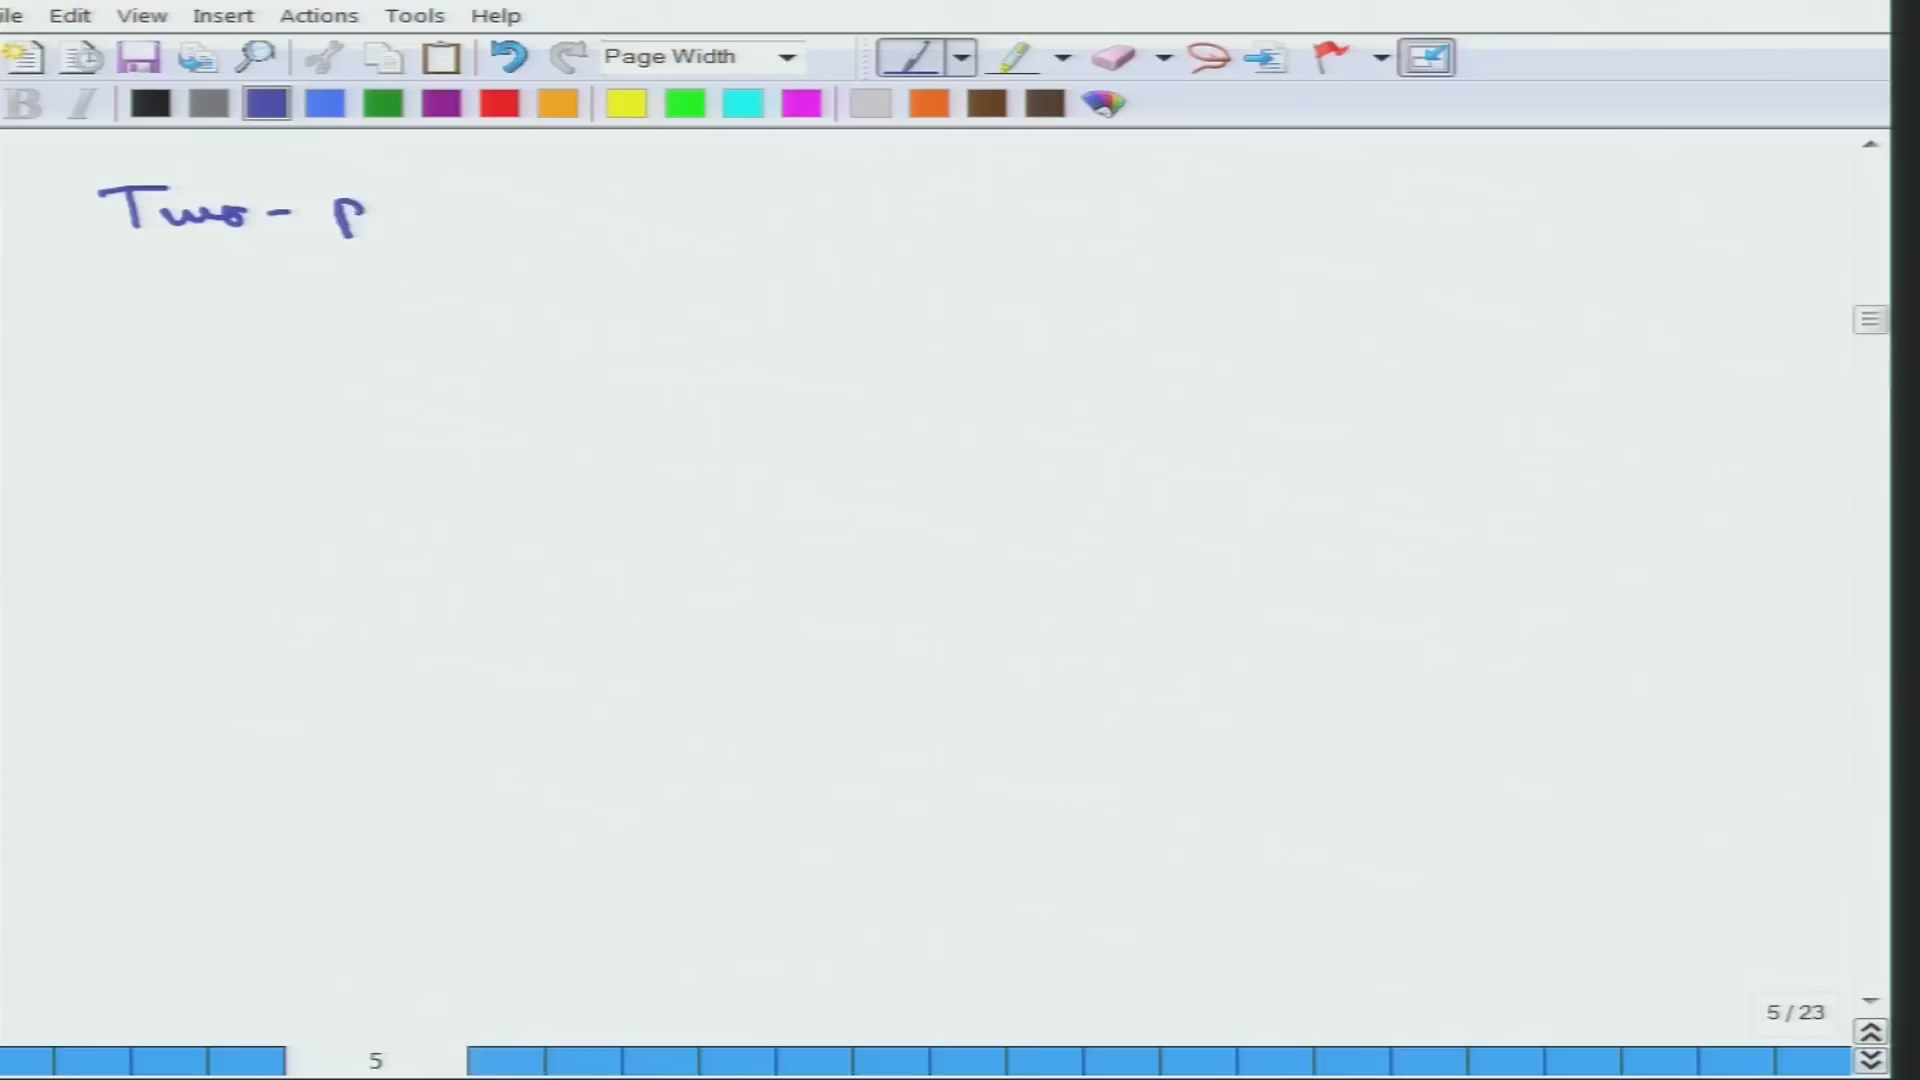 ile Edit View Insert Actions Tools Help
Page Width
B I
Two- p
5 / 23
5